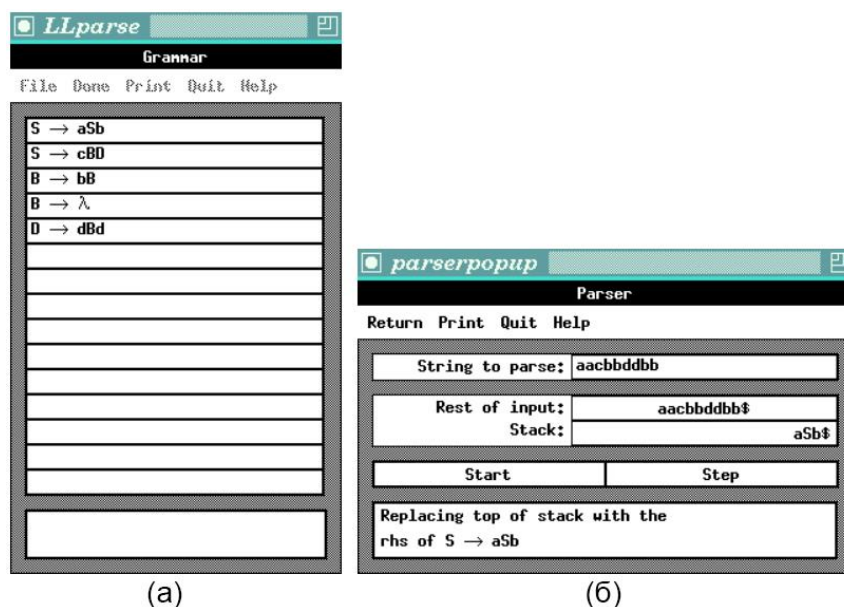 LLparse
Grammar
File Done Print Quit Help
S → aSb
S → cBD
B → bB
B → λ
D → dBd
parserpopup
Parser
Return Print Quit Help
String to parse: aacbbddbb
Rest of input: aacbbddbb$
Stack: aSb$
Start Step
Replacing top of stack with the
rhs of S → aSb
(а) (б)